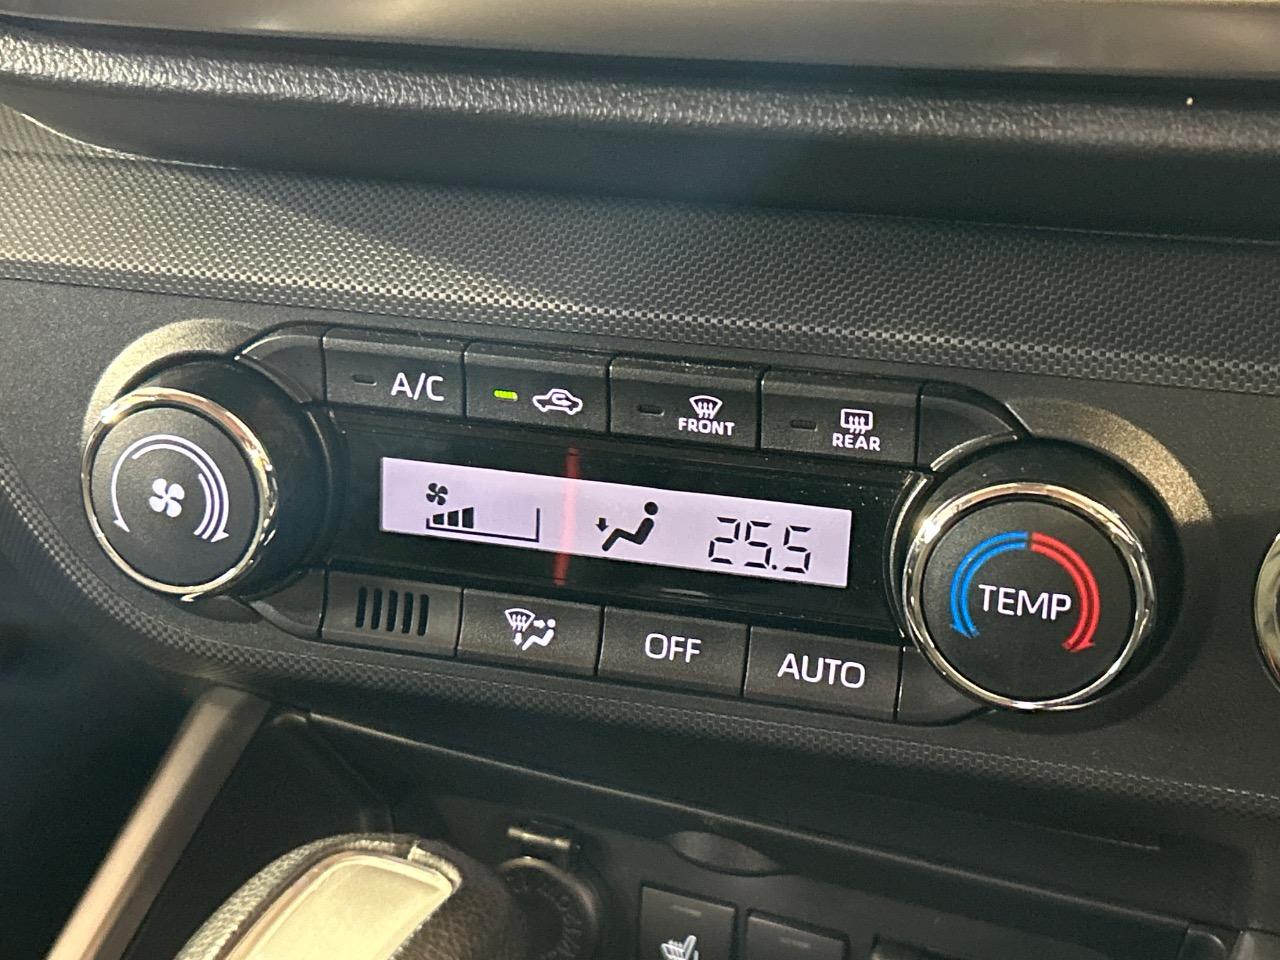 A/C
FRONT
REAR
25.5
TEMP
OFF
AUTO